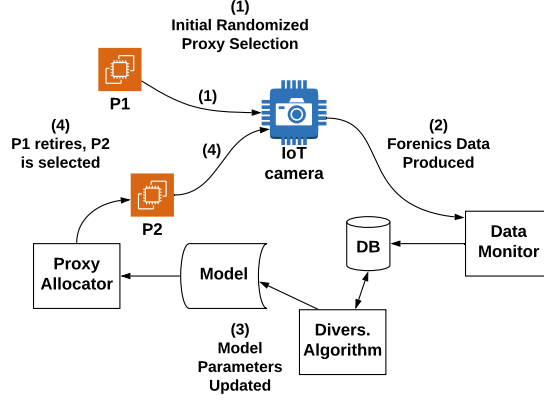 (1)
Initial Randomized
Proxy Selection
P1
(1)
(4)
P1 retires, P2
is selected
(4)
IoT
camera
(2)
Forenics Data
Produced
P2
Data
Monitor
DB
Proxy
Allocator
Model
(3)
Model
Parameters
Updated
Divers.
Algorithm